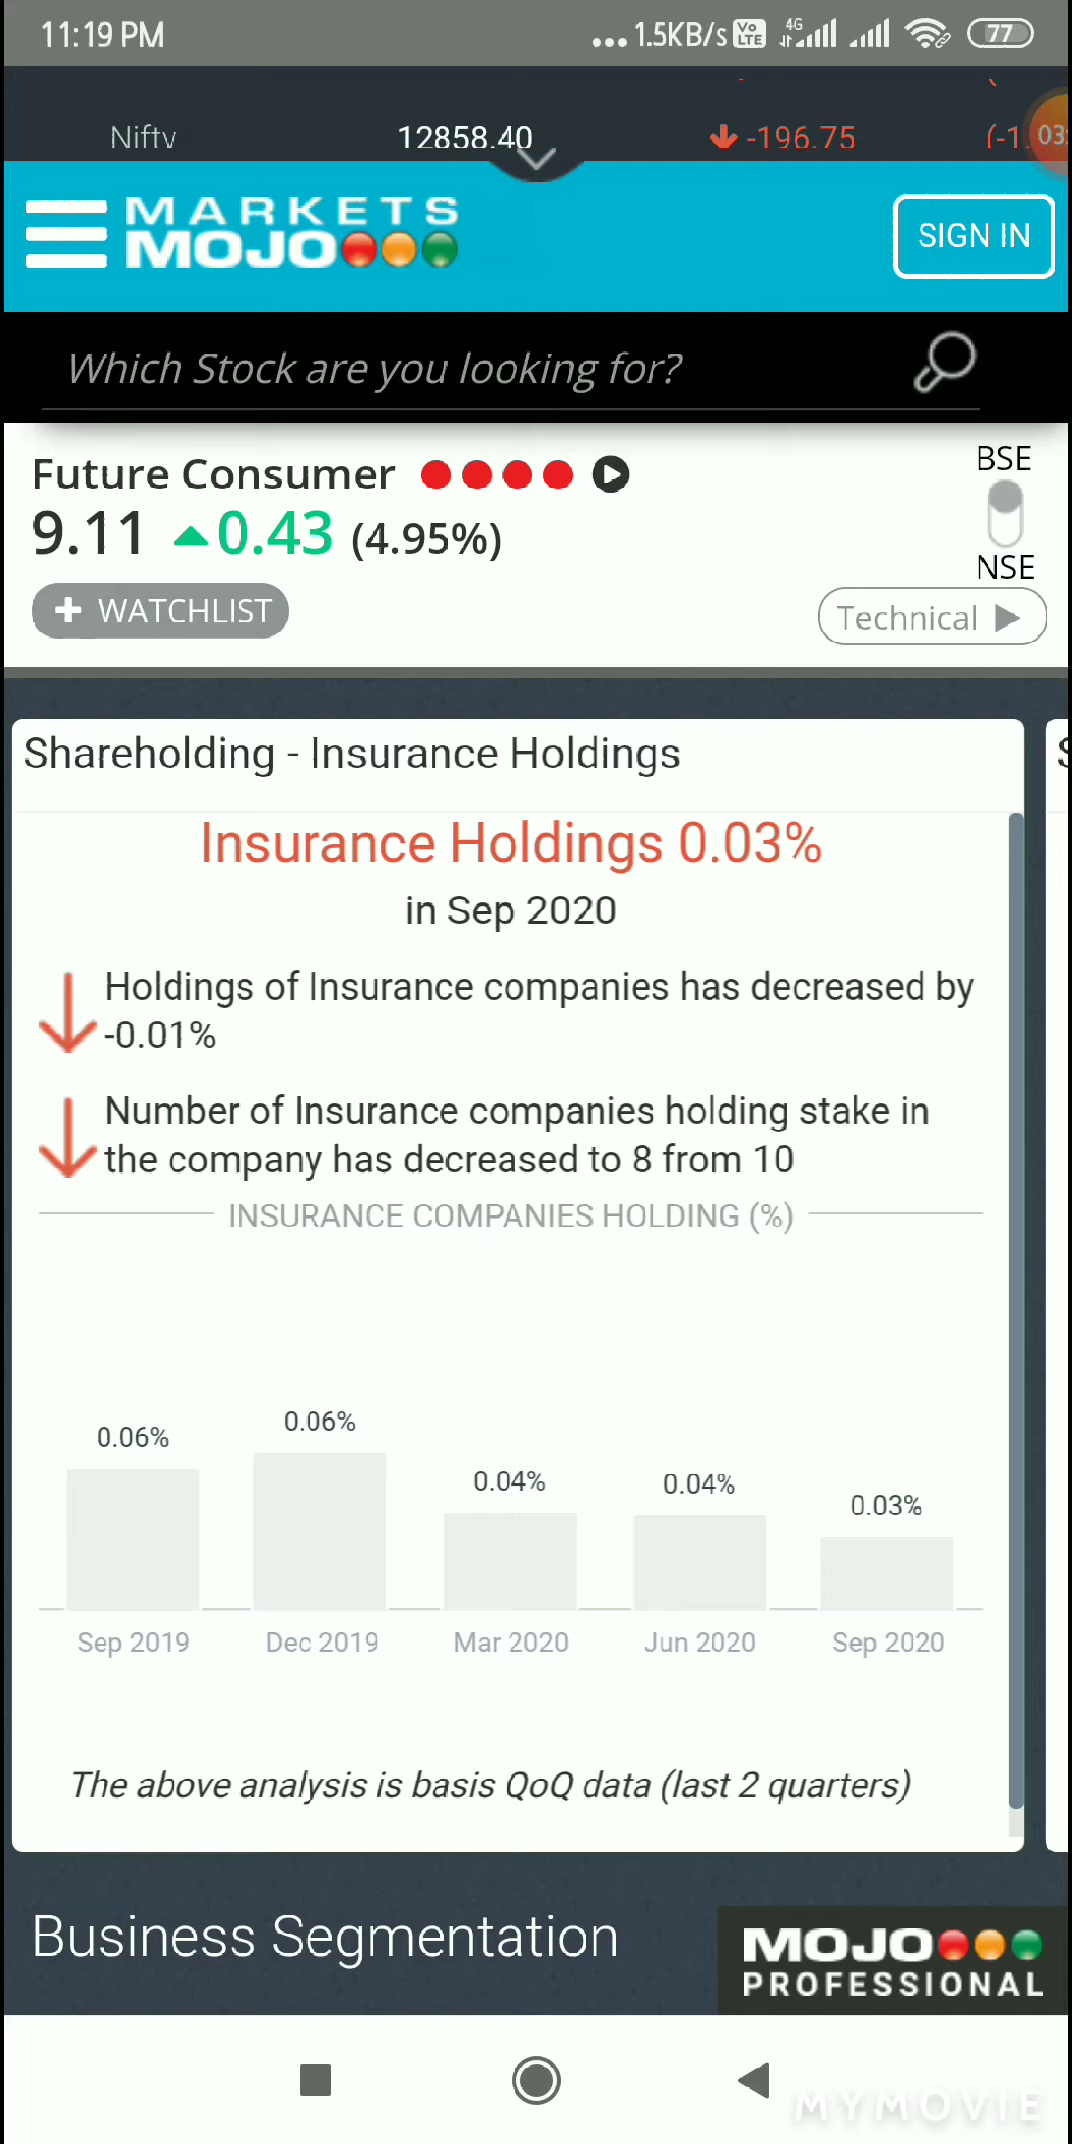 11:19 PM
...1.5KB/s Vo LTE 4G 77
Nifty 12858.40 -196.75 (-1. 03:
MARKETS
MOJO
SIGN IN
Which Stock are you looking for?
Future Consumer
BSE
9.11 0.43 (4.95%)
NSE
+ WATCHLIST
Technical
Shareholding - Insurance Holdings
Insurance Holdings 0.03%
in Sep 2020
Holdings of Insurance companies has decreased by
-0.01%
Number of Insurance companies holding stake in
the company has decreased to 8 from 10
INSURANCE COMPANIES HOLDING (%)
0.06% 0.06% 0.04% 0.04% 0.03%
Sep 2019 Dec 2019 Mar 2020 Jun 2020 Sep 2020
The above analysis is basis QoQ data (last 2 quarters)
Business Segmentation
MOJO
PROFESSIONAL
MYMOVIE